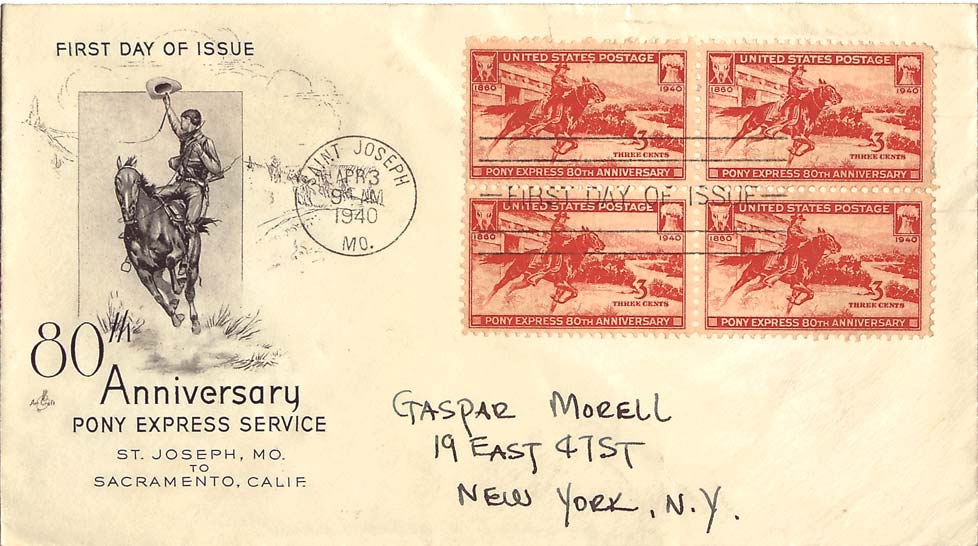 FIRST DAY OF ISSUE
80th
Anniversary
PONY EXPRESS SERVICE
ST. JOSEPH, MO.
TO
SACRAMENTO, CALIF.
Art Craft
SAINT JOSEPH
APR 3
9 AM
1940
MO.
UNITED STATES POSTAGE
1860 1940
3
THREE CENTS
PONY EXPRESS 80TH ANNIVERSARY
UNITED STATES POSTAGE
1860 1940
3
THREE CENTS
PONY EXPRESS 80TH ANNIVERSARY
FIRST DAY OF ISSUE
UNITED STATES POSTAGE
1860 1940
3
THREE CENTS
PONY EXPRESS 80TH ANNIVERSARY
UNITED STATES POSTAGE
1860 1940
3
THREE CENTS
PONY EXPRESS 80TH ANNIVERSARY
GASPAR MORELL
19 EAST 47 ST
NEW YORK, N.Y.